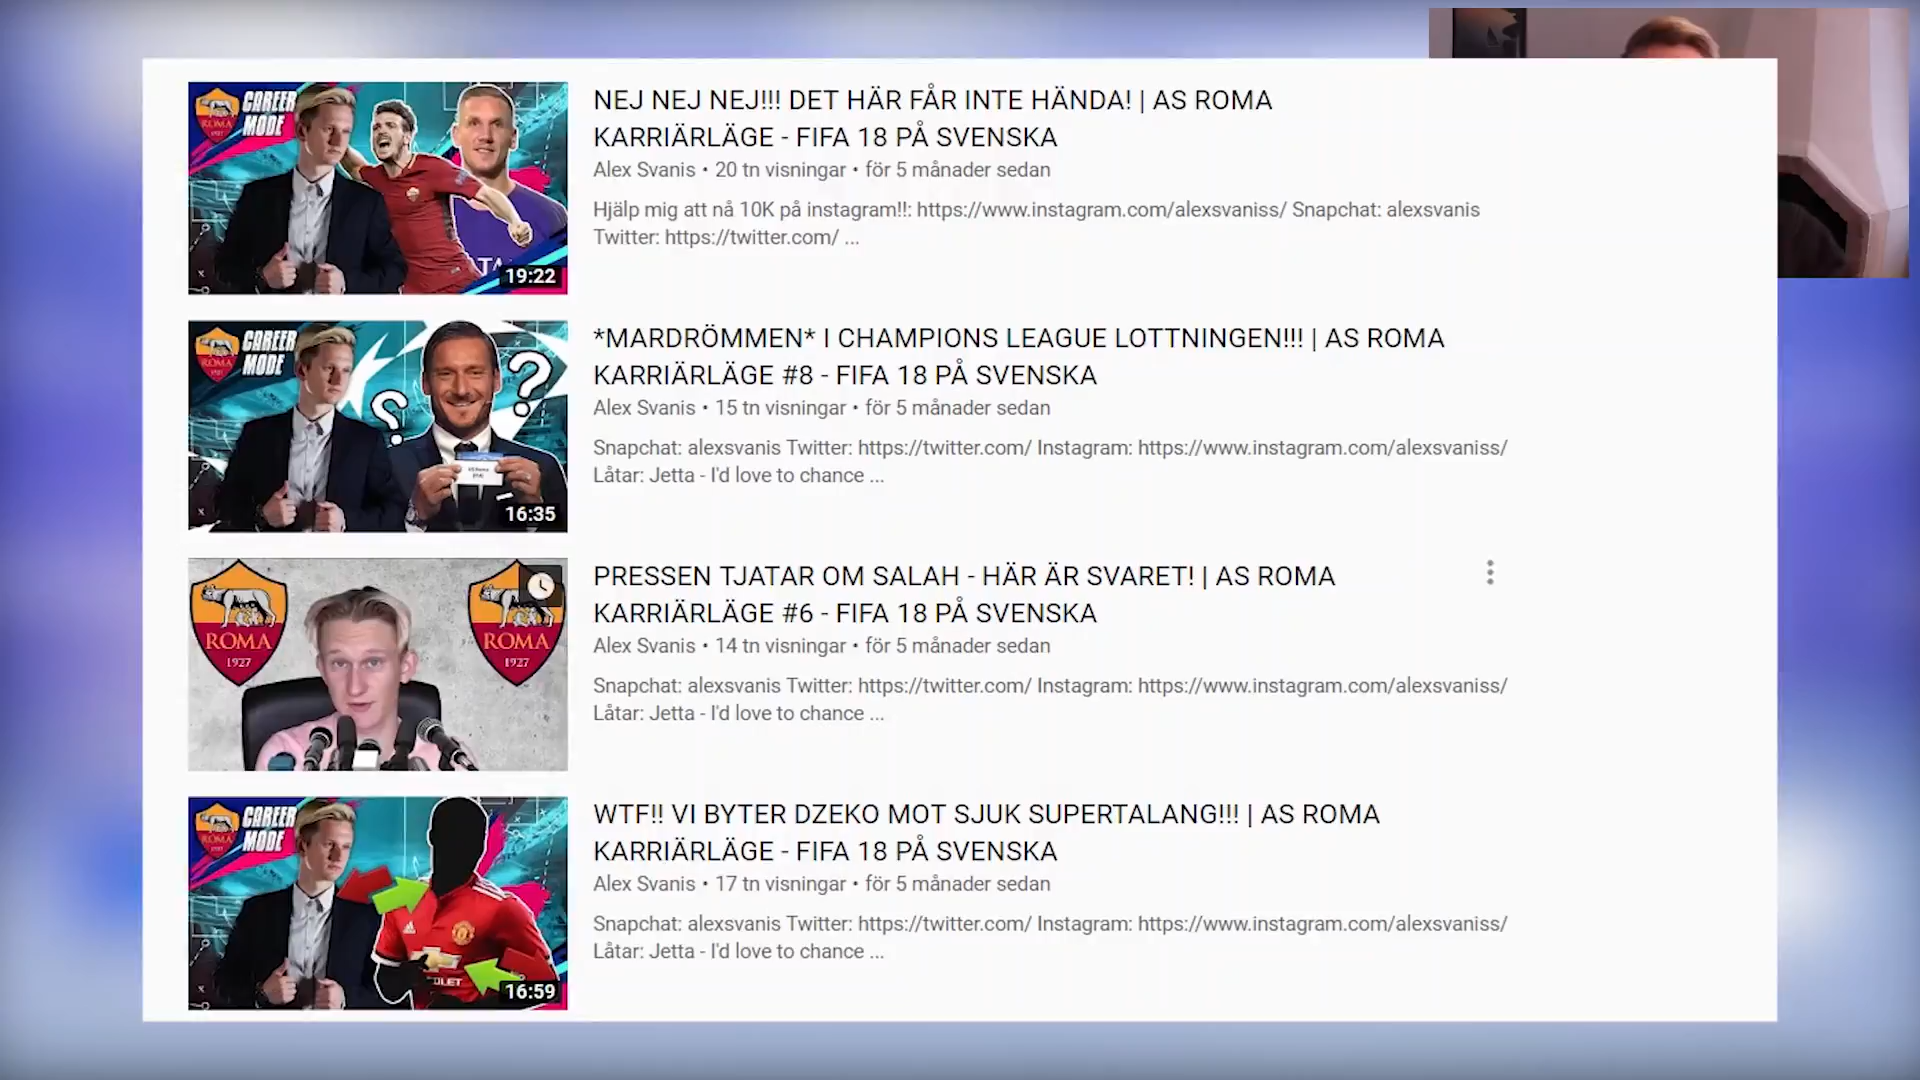 ROMA
1927
CAREER
MODE
19:22
NEJ NEJ NEJ!!! DET HÄR FÅR INTE HÄNDA! | AS ROMA
KARRIÄRLÄGE - FIFA 18 PÅ SVENSKA
Alex Svanis • 20 tn visningar • för 5 månader sedan
Hjälp mig att nå 10K på instagram!!: https://www.instagram.com/alexsvaniss/ Snapchat: alexsvanis
Twitter: https://twitter.com/ ...
ROMA
CAREER
MODE
16:35
*MARDRÖMMEN* I CHAMPIONS LEAGUE LOTTNINGEN!!! | AS ROMA
KARRIÄRLÄGE #8 - FIFA 18 PÅ SVENSKA
Alex Svanis • 15 tn visningar • för 5 månader sedan
Snapchat: alexsvanis Twitter: https://twitter.com/ Instagram: https://www.instagram.com/alexsvaniss/
Låtar: Jetta - I'd love to chance ...
ROMA
1927
ROMA
1927
PRESSEN TJATAR OM SALAH - HÄR ÄR SVARET! | AS ROMA
KARRIÄRLÄGE #6 - FIFA 18 PÅ SVENSKA
Alex Svanis • 14 tn visningar • för 5 månader sedan
Snapchat: alexsvanis Twitter: https://twitter.com/ Instagram: https://www.instagram.com/alexsvaniss/
Låtar: Jetta - I'd love to chance ...
ROMA
CAREER
MODE
16:59
WTF!! VI BYTER DZEKO MOT SJUK SUPERTALANG!!! | AS ROMA
KARRIÄRLÄGE - FIFA 18 PÅ SVENSKA
Alex Svanis • 17 tn visningar • för 5 månader sedan
Snapchat: alexsvanis Twitter: https://twitter.com/ Instagram: https://www.instagram.com/alexsvaniss/
Låtar: Jetta - I'd love to chance ...